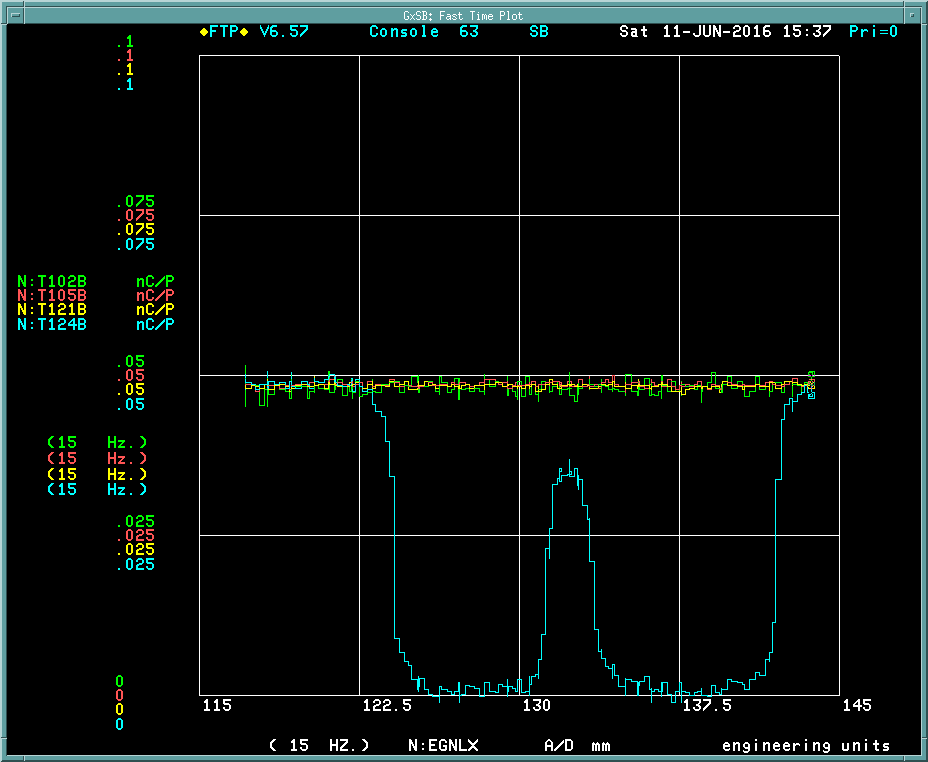 GxSB: Fast Time Plot
◆FTP◆ V6.57 Console 63 SB Sat 11-JUN-2016 15:37 Pri=0
.1
.1
.1
.1
.075
.075
.075
.075
N:T102B nC/P
N:T105B nC/P
N:T121B nC/P
N:T124B nC/P
.05
.05
.05
.05
(15 Hz.)
(15 Hz.)
(15 Hz.)
(15 Hz.)
.025
.025
.025
.025
0
0
0
0
115 122.5 130 137.5 145
( 15 HZ.) N:EGNLX A/D mm engineering units